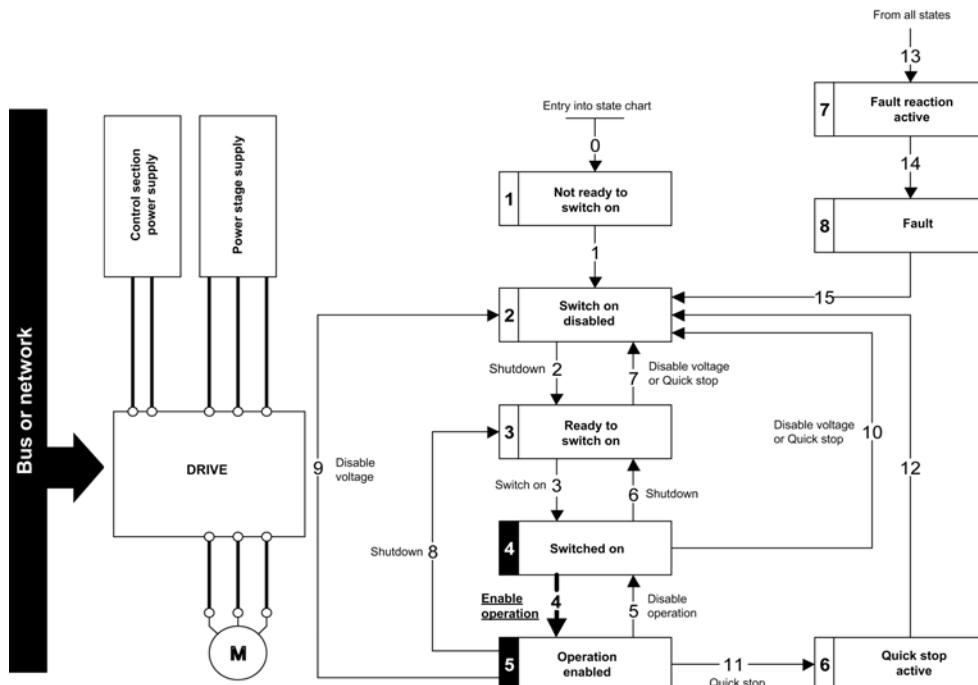 Bus or network
Control section
power supply
Power stage supply
DRIVE
M
From all states
13
7
Fault reaction
active
14
8
Fault
15
Entry into state chart
0
1
Not ready to
switch on
1
2
Switch on
disabled
Shutdown
2
7
Disable voltage
or Quick stop
3
Ready to
switch on
Switch on
3
6
Shutdown
4
Switched on
Enable
operation
4
5
Disable
operation
5
Operation
enabled
8
Shutdown
9
Disable
voltage
Disable voltage
or Quick stop
10
12
11
Quick stop
6
Quick stop
active